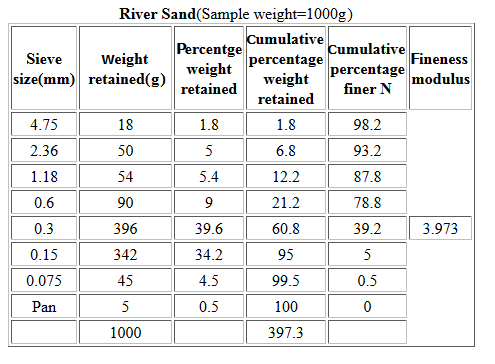 River Sand(Sample weight=1000g)
Sieve size(mm) Weight retained(g) Percentge weight retained Cumulative percentage weight retained Cumulative percentage finer N Fineness modulus
4.75 18 1.8 1.8 98.2
2.36 50 5 6.8 93.2
1.18 54 5.4 12.2 87.8
0.6 90 9 21.2 78.8
0.3 396 39.6 60.8 39.2 3.973
0.15 342 34.2 95 5
0.075 45 4.5 99.5 0.5
Pan 5 0.5 100 0
1000 397.3